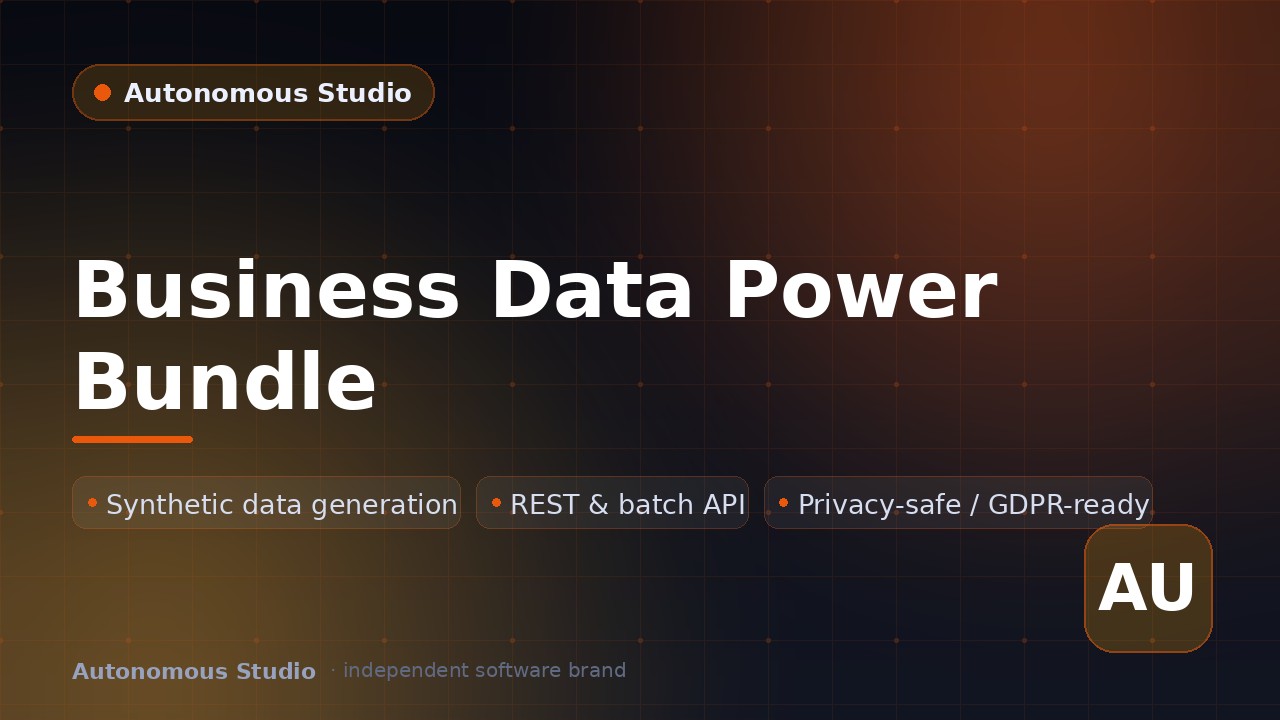 Autonomous Studio
Business Data Power
Bundle
Synthetic data generation
REST & batch API
Privacy-safe / GDPR-ready
AU
Autonomous Studio · independent software brand